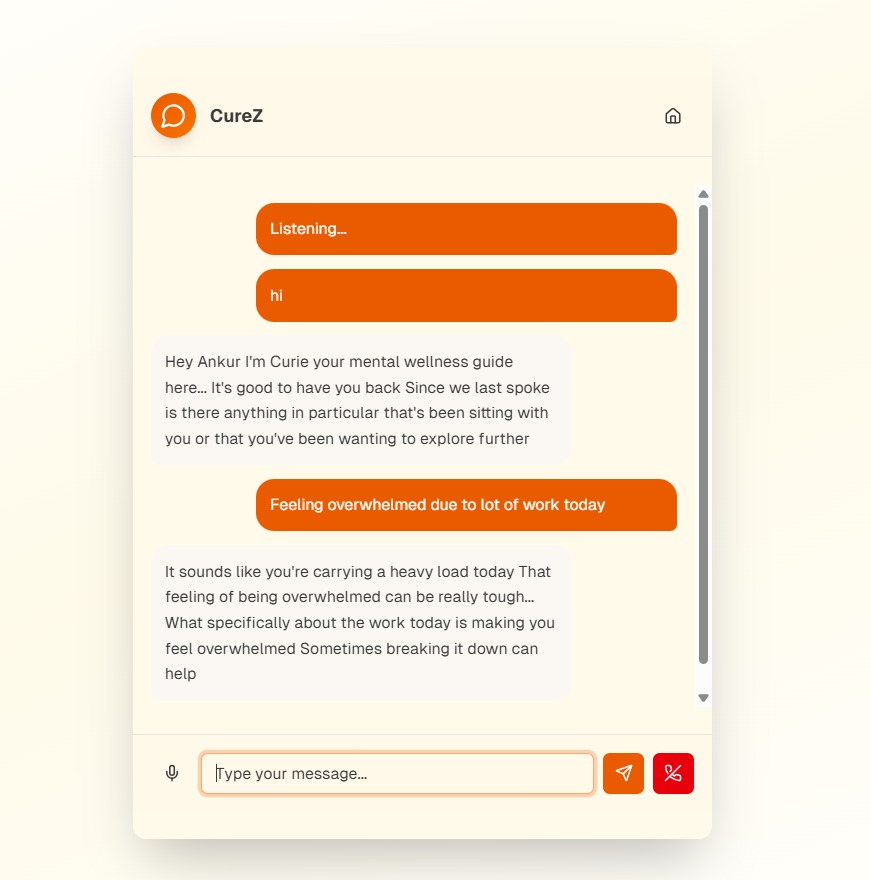 CureZ
Listening...
hi
Hey Ankur I'm Curie your mental wellness guide
here... It's good to have you back Since we last spoke
is there anything in particular that's been sitting with
you or that you've been wanting to explore further
Feeling overwhelmed due to lot of work today
It sounds like you're carrying a heavy load today That
feeling of being overwhelmed can be really tough...
What specifically about the work today is making you
feel overwhelmed Sometimes breaking it down can
help
Type your message...